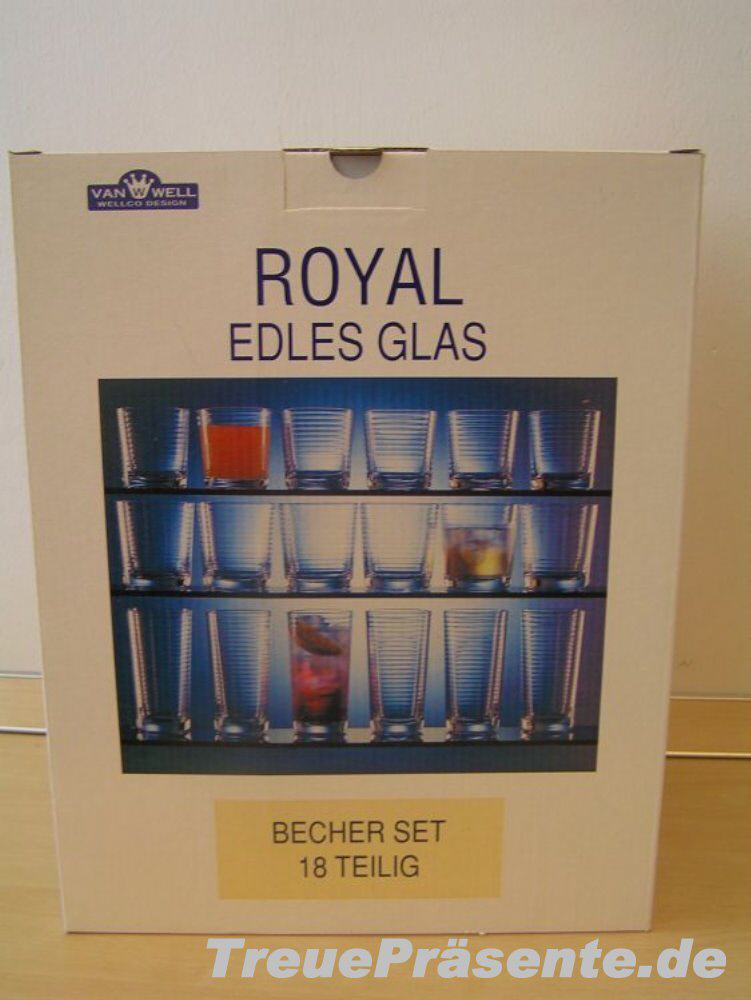 VAN W WELL
WELLCO DESIGN
ROYAL
EDLES GLAS
BECHER SET
18 TEILIG
TreuePräsente.de